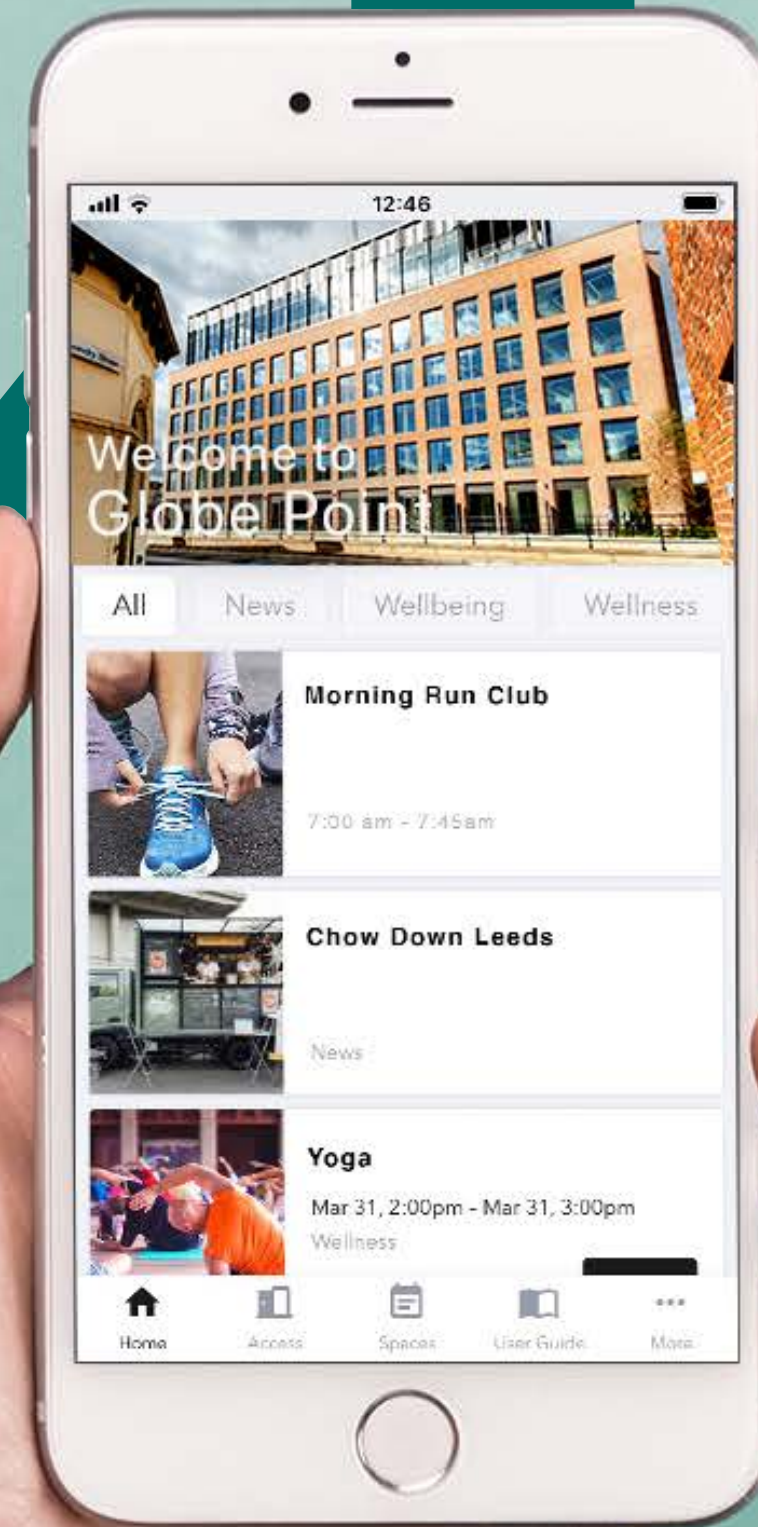 12:46
Welcome to
Globe Point
All News Wellbeing Wellness
Morning Run Club
7:00 am - 7:45am
Chow Down Leeds
News
Yoga
Mar 31, 2:00pm - Mar 31, 3:00pm
Wellness
Home Access Spaces User Guide More